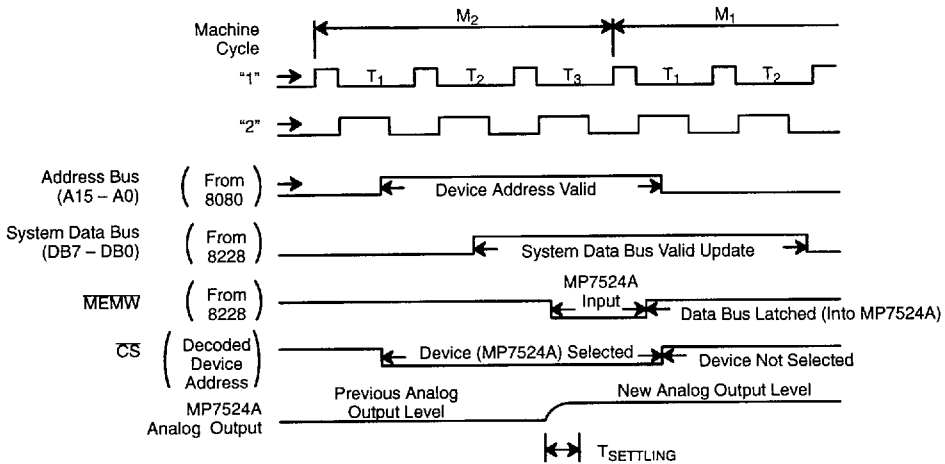 Machine
Cycle
M2
M1
"1"
T1
T2
T3
T1
T2
"2"
Address Bus
(A15 – A0)
( From
8080 )
Device Address Valid
System Data Bus
(DB7 – DB0)
( From
8228 )
System Data Bus Valid Update
MEMW
( From
8228 )
MP7524A
Input
Data Bus Latched (Into MP7524A)
CS
( Decoded
Device
Address )
Device (MP7524A) Selected
Device Not Selected
MP7524A
Analog Output
Previous Analog
Output Level
New Analog Output Level
TSETTLING